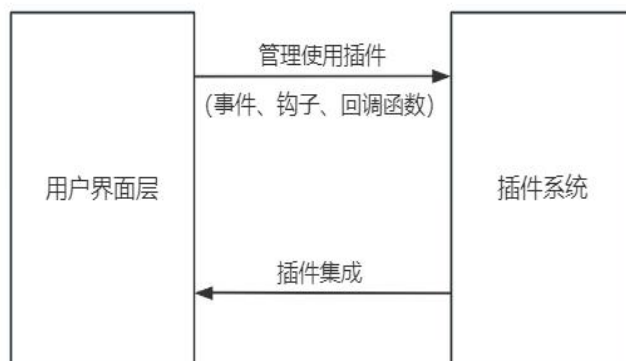 管理使用插件
(事件、钩子、回调函数)
用户界面层
插件系统
插件集成